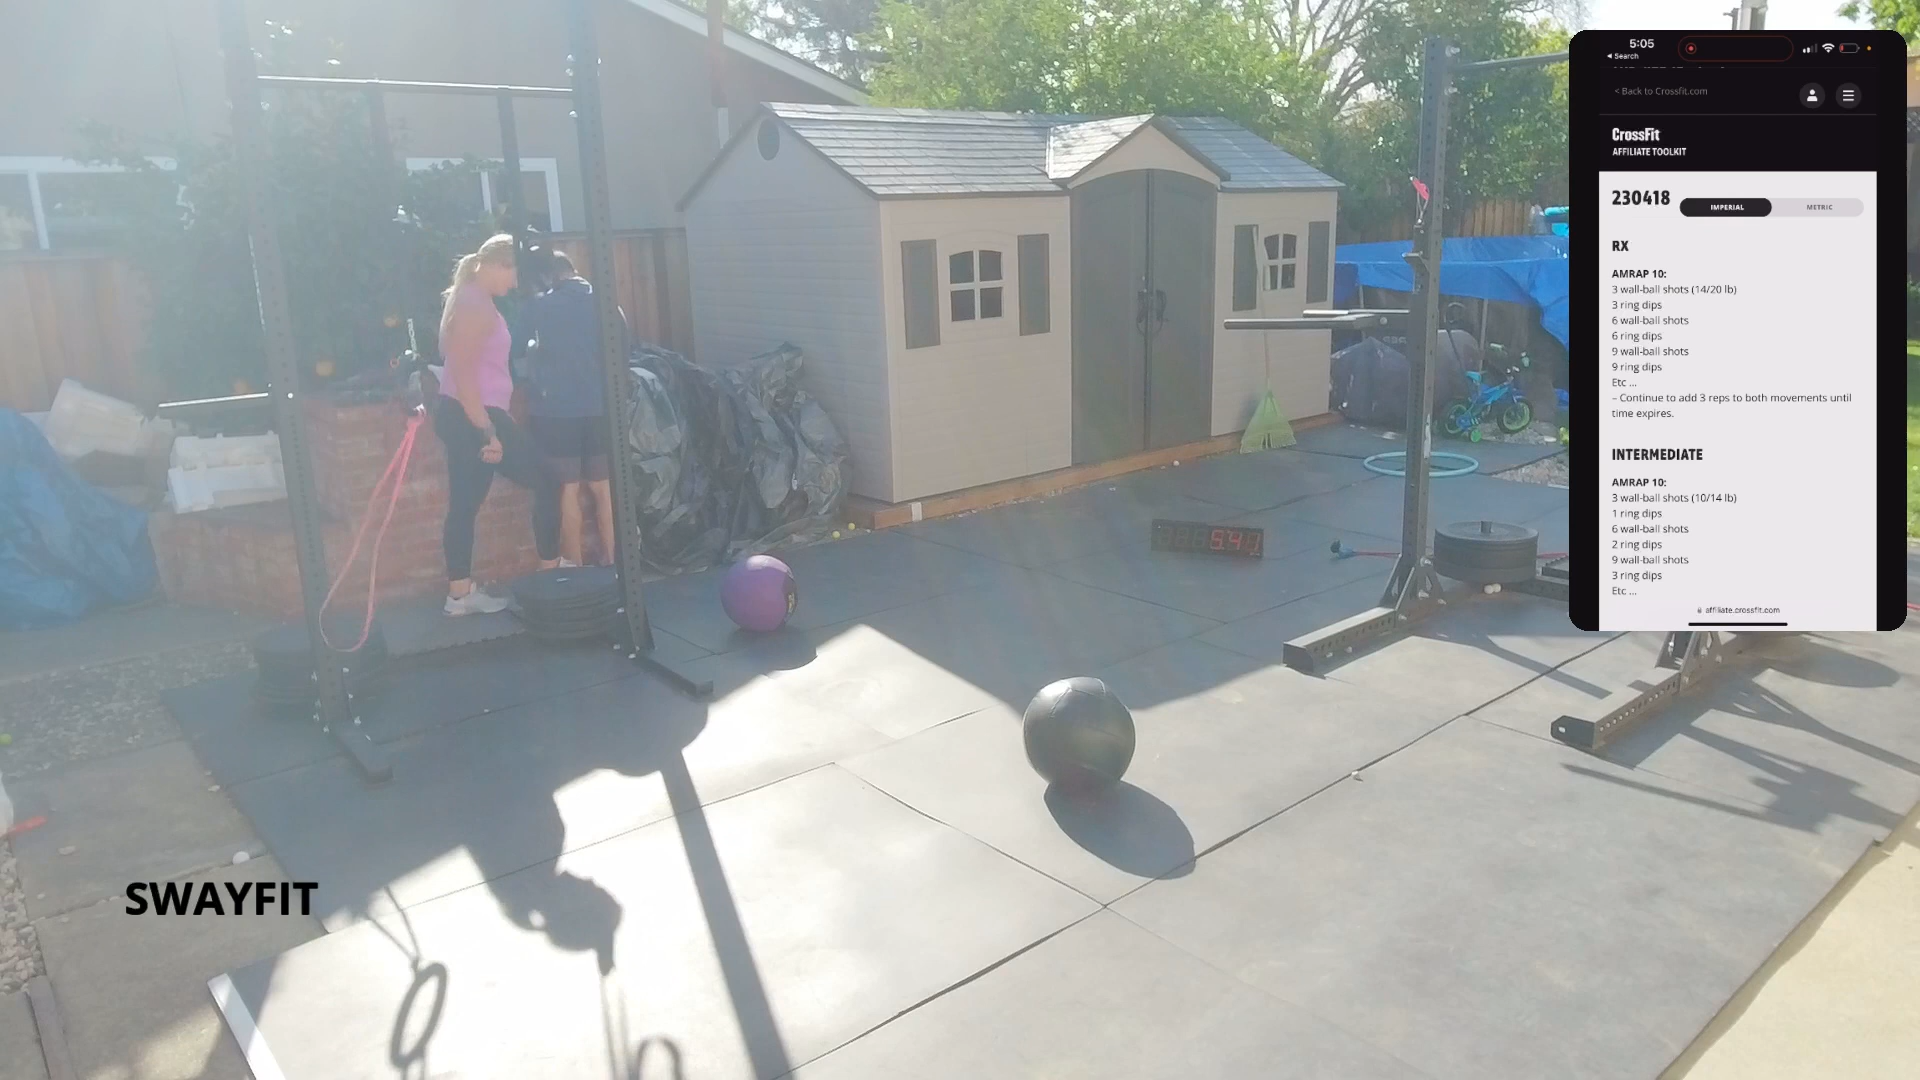 5:05
Search
< Back to Crossfit.com
CrossFit
AFFILIATE TOOLKIT
230418
IMPERIAL
METRIC
RX
AMRAP 10:
3 wall-ball shots (14/20 lb)
3 ring dips
6 wall-ball shots
6 ring dips
9 wall-ball shots
9 ring dips
Etc ...
– Continue to add 3 reps to both movements until
time expires.
INTERMEDIATE
AMRAP 10:
3 wall-ball shots (10/14 lb)
1 ring dips
6 wall-ball shots
2 ring dips
9 wall-ball shots
3 ring dips
Etc ...
affiliate.crossfit.com
SWAYFIT